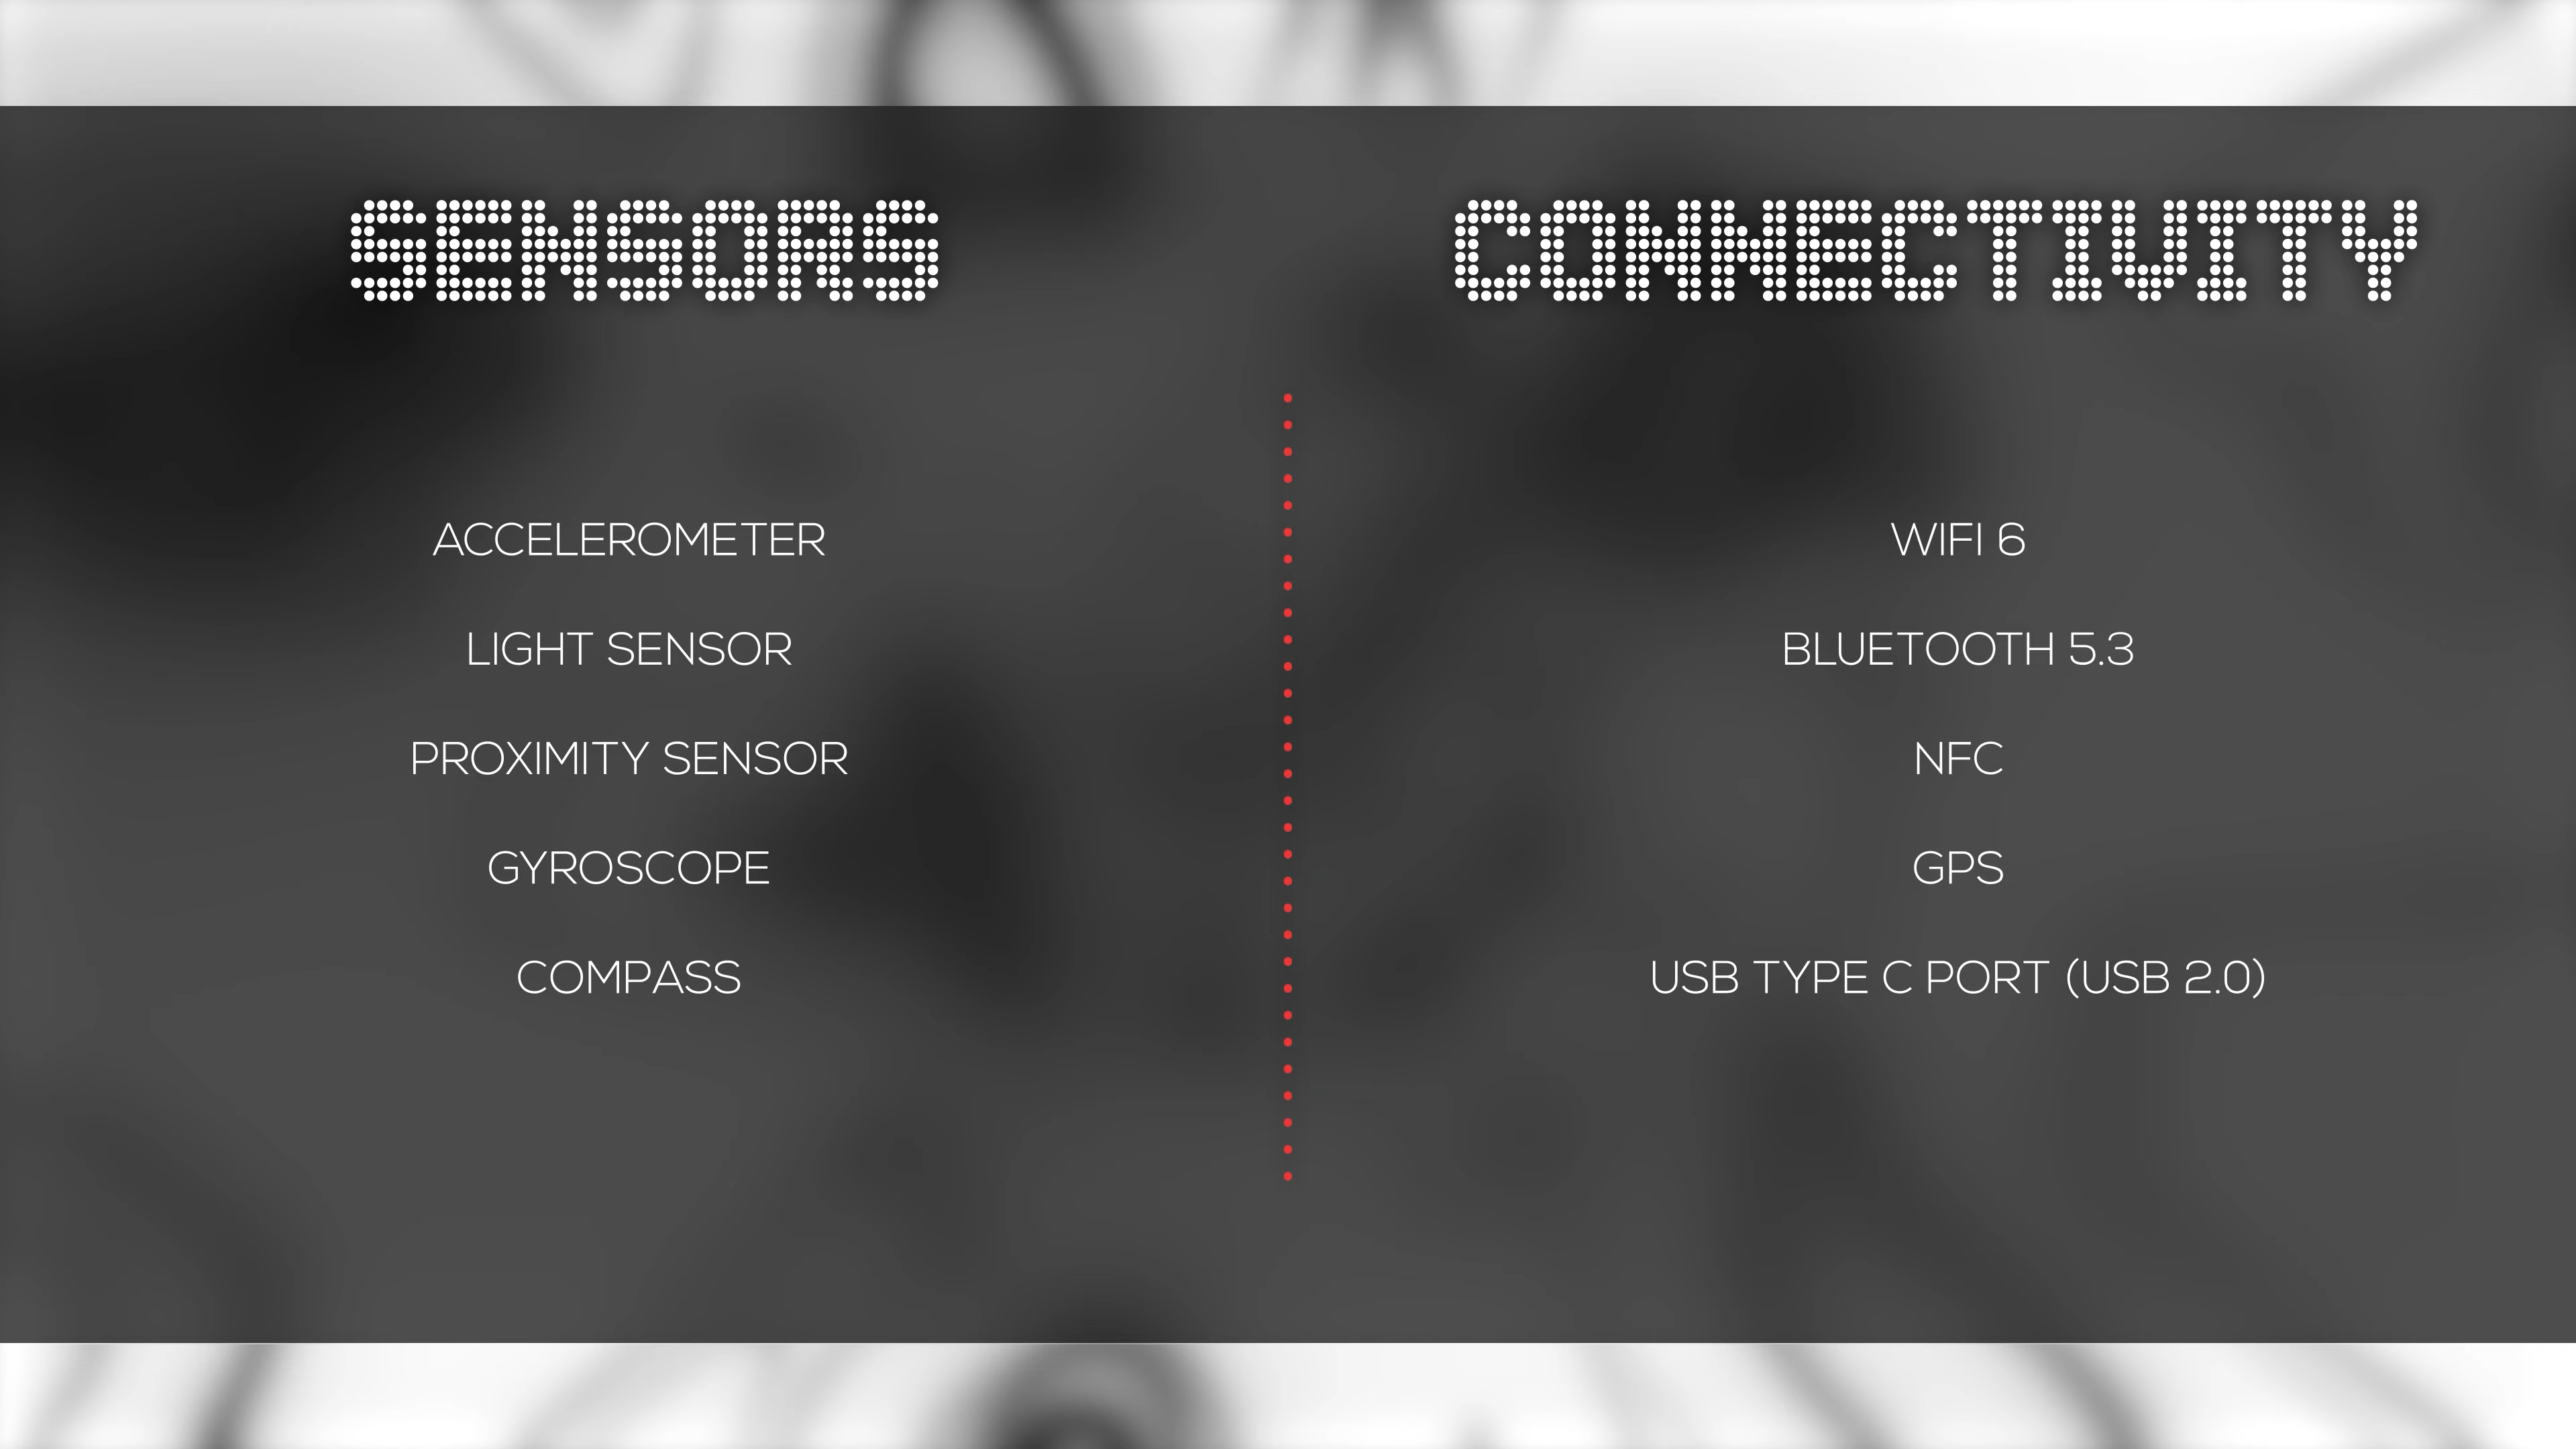 SENSORS
ACCELEROMETER
LIGHT SENSOR
PROXIMITY SENSOR
GYROSCOPE
COMPASS
CONNECTIVITY
WIFI 6
BLUETOOTH 5.3
NFC
GPS
USB TYPE C PORT (USB 2.0)